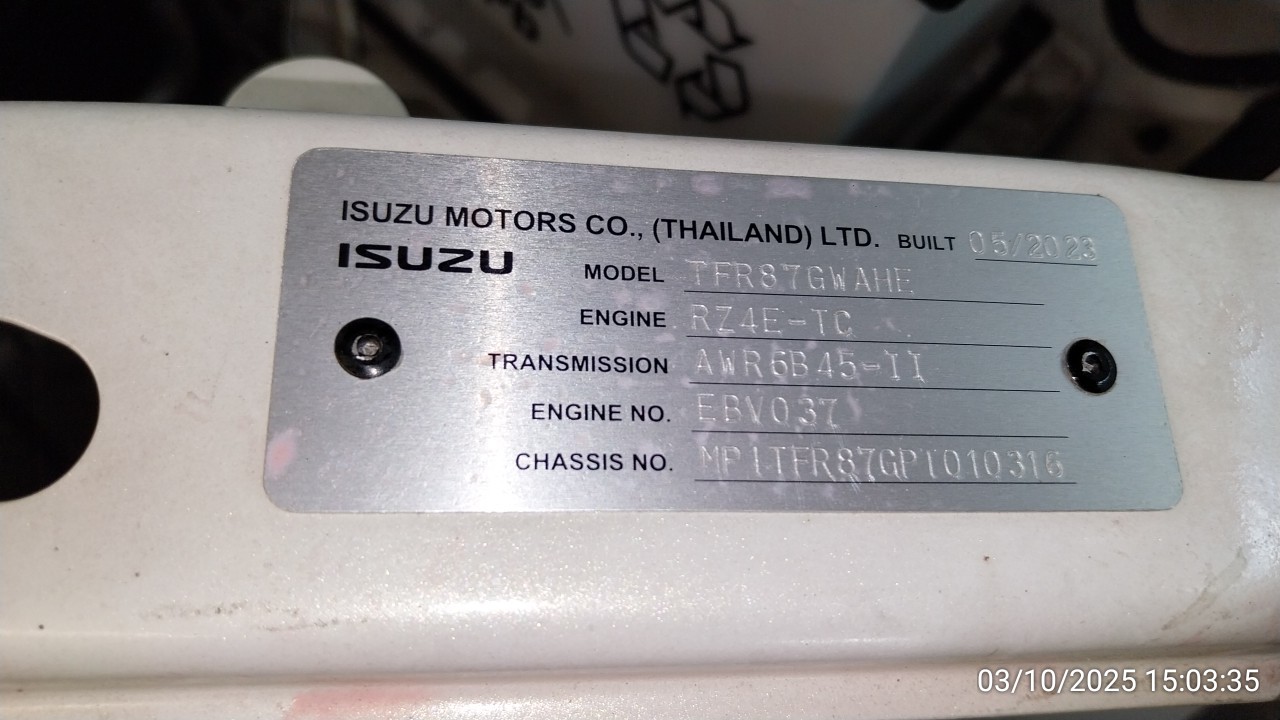 ISUZU MOTORS CO., (THAILAND) LTD. BUILT 05/2023
ISUZU
MODEL TFR87GWAHE
ENGINE RZ4E-TC
TRANSMISSION AWR6B45-II
ENGINE NO. EBV037
CHASSIS NO. MP1TFR87GPT010316
03/10/2025 15:03:35